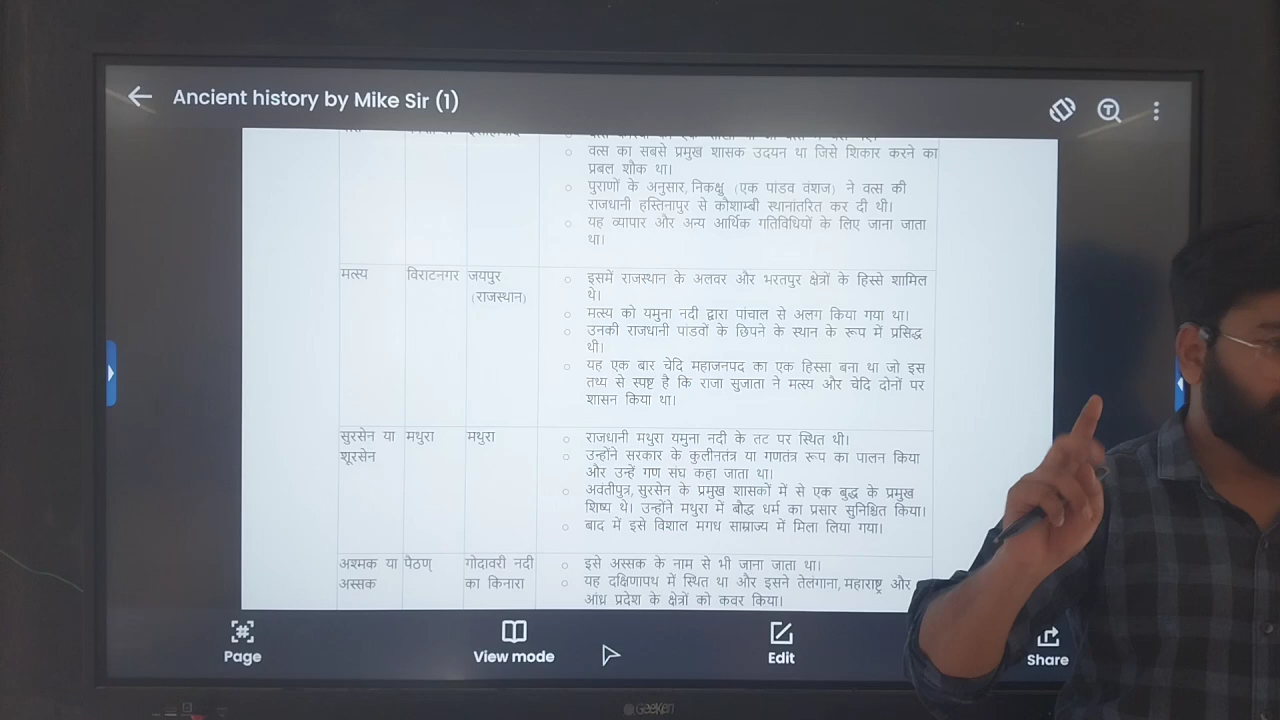 Ancient history by Mike Sir (1)
वत्स का सबसे प्रमुख शासक उदयन था जिसे शिकार करने का
प्रबल शौक था।
पुराणों के अनुसार, निकक्षु (एक पांडव वंशज) ने वत्स की
राजधानी हस्तिनापुर से कौशाम्बी स्थानांतरित कर दी थी।
यह व्यापार और अन्य आर्थिक गतिविधियों के लिए जाना जाता
था।
मत्स्य विराटनगर जयपुर इसमें राजस्थान के अलवर और भरतपुर क्षेत्रों के हिस्से शामिल
(राजस्थान) थे।
मत्स्य को यमुना नदी द्वारा पांचाल से अलग किया गया था।
उनकी राजधानी पांडवों के छिपने के स्थान के रूप में प्रसिद्ध
थी।
यह एक बार चेदि महाजनपद का एक हिस्सा बना था जो इस
तथ्य से स्पष्ट है कि राजा सुजाता ने मत्स्य और चेदि दोनों पर
शासन किया था।
सुरसेन या मथुरा मथुरा राजधानी मथुरा यमुना नदी के तट पर स्थित थी।
शूरसेन उन्होंने सरकार के कुलीनतंत्र या गणतंत्र रूप का पालन किया
और उन्हें गण संघ कहा जाता था।
अवंतीपुत्र, सुरसेन के प्रमुख शासकों में से एक बुद्ध के प्रमुख
शिष्य थे। उन्होंने मथुरा में बौद्ध धर्म का प्रसार सुनिश्चित किया।
बाद में इसे विशाल मगध साम्राज्य में मिला लिया गया।
अश्मक या पैठण् गोदावरी नदी इसे अस्सक के नाम से भी जाना जाता था।
अस्सक का किनारा यह दक्षिणापथ में स्थित था और इसने तेलंगाना, महाराष्ट्र और
आंध्र प्रदेश के क्षेत्रों को कवर किया।
Page View mode Edit Share